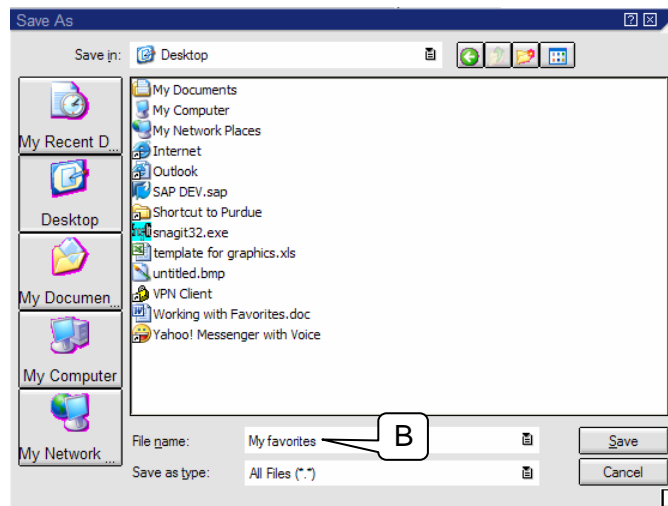 Save As
Save in: Desktop
My Documents
My Computer
My Network Places
Internet
Outlook
SAP DEV.sap
Shortcut to Purdue
snagit32.exe
template for graphics.xls
untitled.bmp
VPN Client
Working with Favorites.doc
Yahoo! Messenger with Voice
My Recent D...
Desktop
My Documen...
My Computer
My Network ...
File name: My favorites B Save
Save as type: All Files (*.*) Cancel